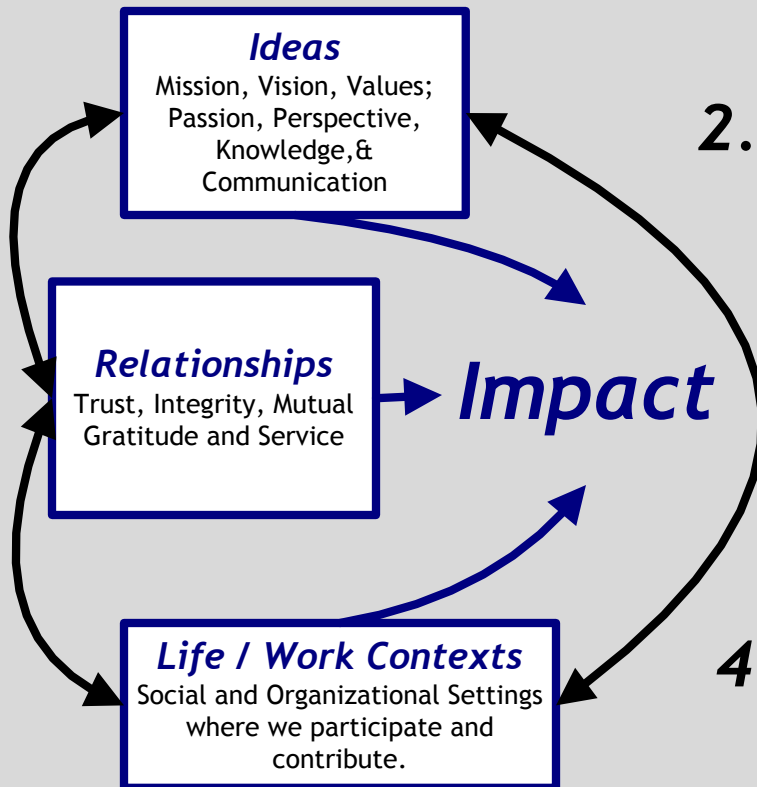 Ideas
Mission, Vision, Values;
Passion, Perspective,
Knowledge,&
Communication
2.
Relationships
Trust, Integrity, Mutual
Gratitude and Service
Impact
Life / Work Contexts
Social and Organizational Settings
where we participate and
contribute.
4